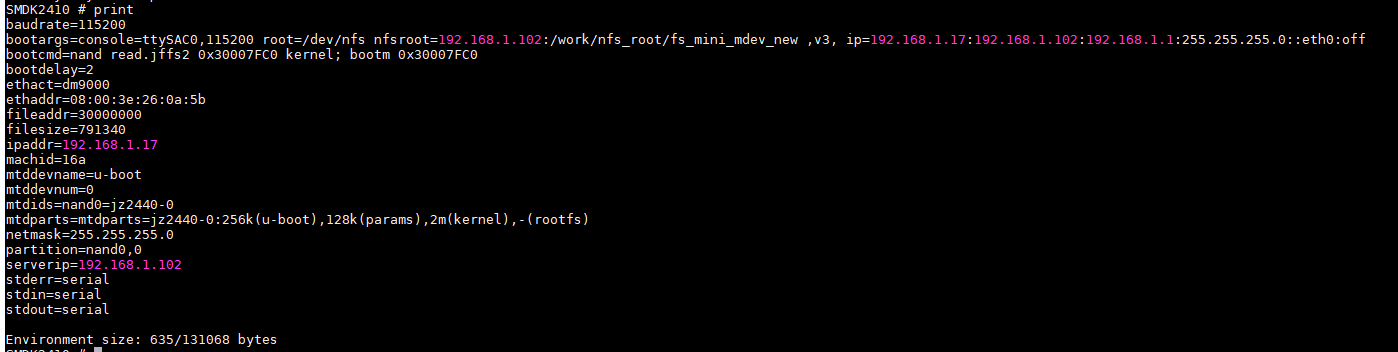 SMDK2410 # print
baudrate=115200
bootargs=console=ttySAC0,115200 root=/dev/nfs nfsroot=192.168.1.102:/work/nfs_root/fs_mini_mdev_new ,v3, ip=192.168.1.17:192.168.1.102:192.168.1.1:255.255.255.0::eth0:off
bootcmd=nand read.jffs2 0x30007FC0 kernel; bootm 0x30007FC0
bootdelay=2
ethact=dm9000
ethaddr=08:00:3e:26:0a:5b
fileaddr=30000000
filesize=791340
ipaddr=192.168.1.17
machid=16a
mtddevname=u-boot
mtddevnum=0
mtdids=nand0=jz2440-0
mtdparts=mtdparts=jz2440-0:256k(u-boot),128k(params),2m(kernel),-(rootfs)
netmask=255.255.255.0
partition=nand0,0
serverip=192.168.1.102
stderr=serial
stdin=serial
stdout=serial
Environment size: 635/131068 bytes
SMDK2410 #